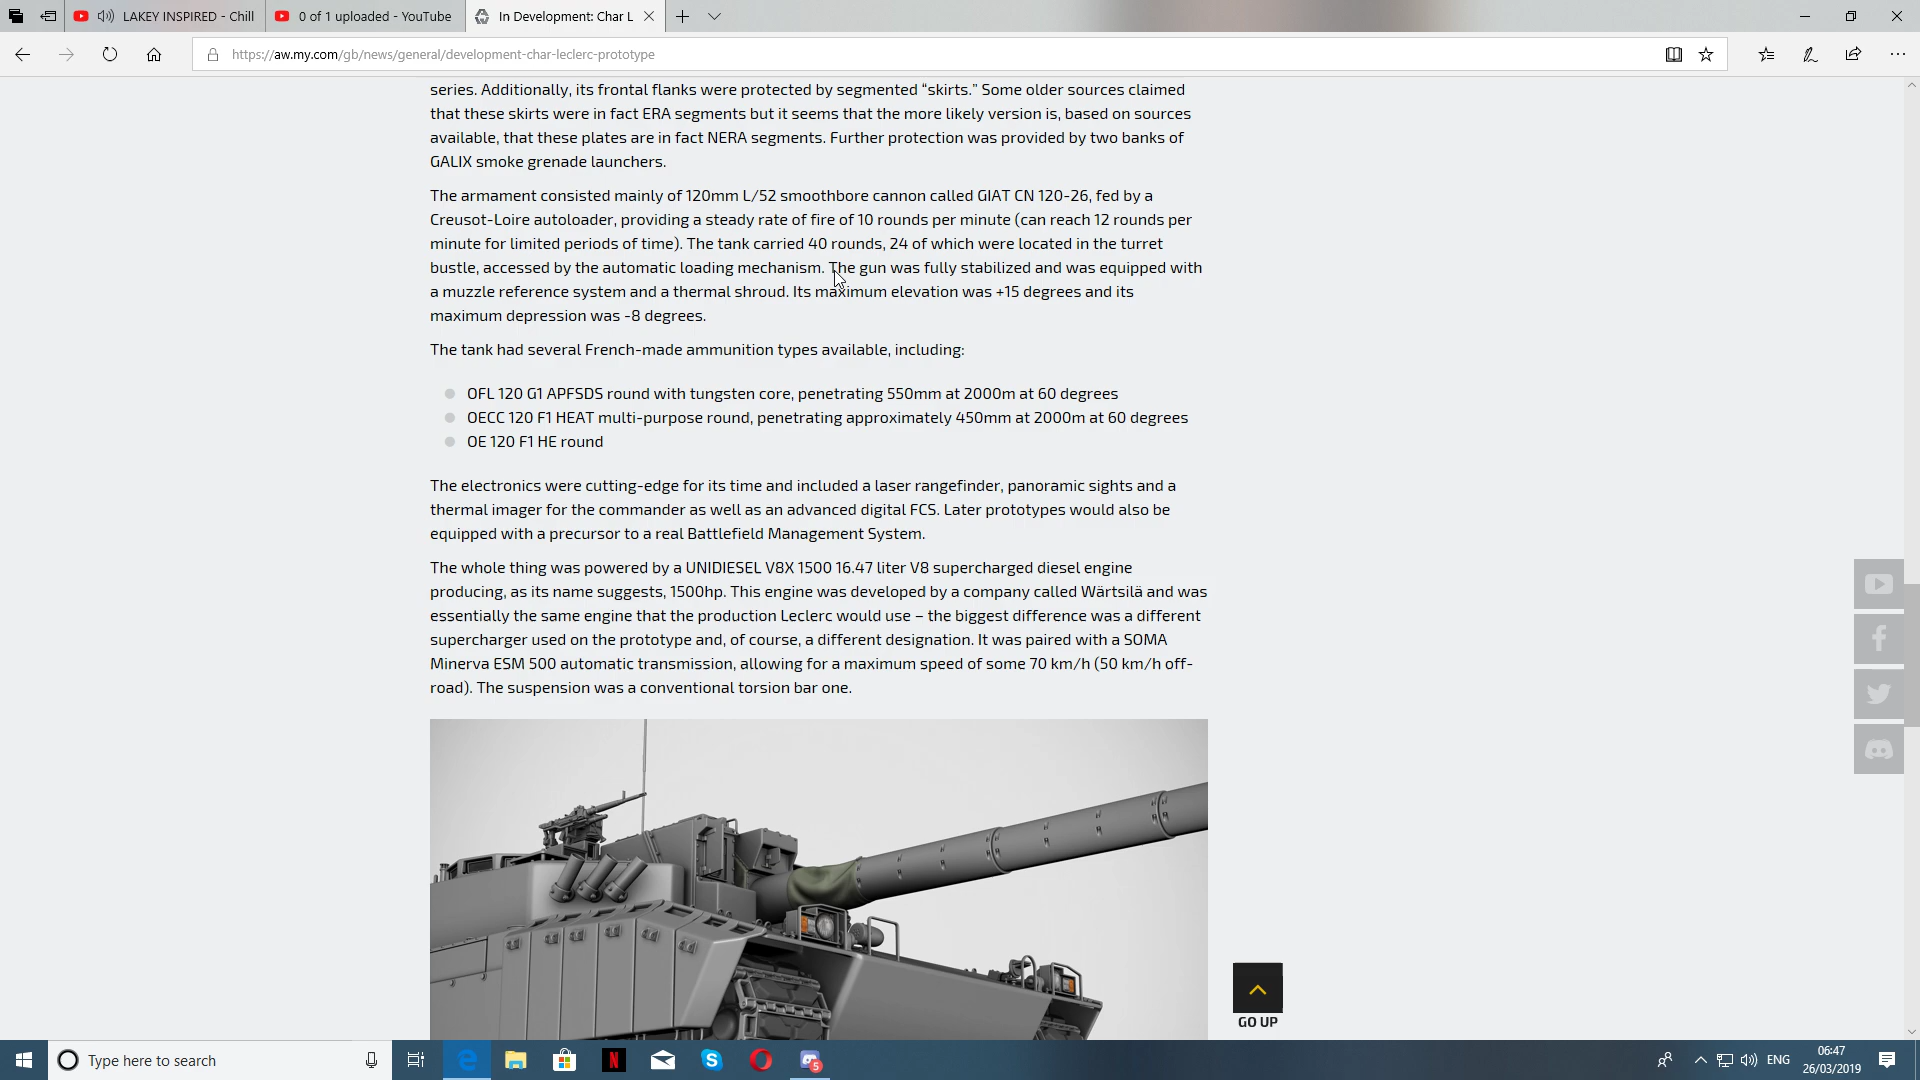 LAKEY INSPIRED - Chill
0 of 1 uploaded - YouTube
In Development: Char L
https://aw.my.com/gb/news/general/development-char-leclerc-prototype
series. Additionally, its frontal flanks were protected by segmented “skirts.” Some older sources claimed
that these skirts were in fact ERA segments but it seems that the more likely version is, based on sources
available, that these plates are in fact NERA segments. Further protection was provided by two banks of
GALIX smoke grenade launchers.
The armament consisted mainly of 120mm L/52 smoothbore cannon called GIAT CN 120-26, fed by a
Creusot-Loire autoloader, providing a steady rate of fire of 10 rounds per minute (can reach 12 rounds per
minute for limited periods of time). The tank carried 40 rounds, 24 of which were located in the turret
bustle, accessed by the automatic loading mechanism. The gun was fully stabilized and was equipped with
a muzzle reference system and a thermal shroud. Its maximum elevation was +15 degrees and its
maximum depression was -8 degrees.
The tank had several French-made ammunition types available, including:
OFL 120 G1 APFSDS round with tungsten core, penetrating 550mm at 2000m at 60 degrees
OECC 120 F1 HEAT multi-purpose round, penetrating approximately 450mm at 2000m at 60 degrees
OE 120 F1 HE round
The electronics were cutting-edge for its time and included a laser rangefinder, panoramic sights and a
thermal imager for the commander as well as an advanced digital FCS. Later prototypes would also be
equipped with a precursor to a real Battlefield Management System.
The whole thing was powered by a UNIDIESEL V8X 1500 16.47 liter V8 supercharged diesel engine
producing, as its name suggests, 1500hp. This engine was developed by a company called Wärtsilä and was
essentially the same engine that the production Leclerc would use – the biggest difference was a different
supercharger used on the prototype and, of course, a different designation. It was paired with a SOMA
Minerva ESM 500 automatic transmission, allowing for a maximum speed of some 70 km/h (50 km/h off-
road). The suspension was a conventional torsion bar one.
GO UP
Type here to search
N
S
5
ENG
06:47
26/03/2019